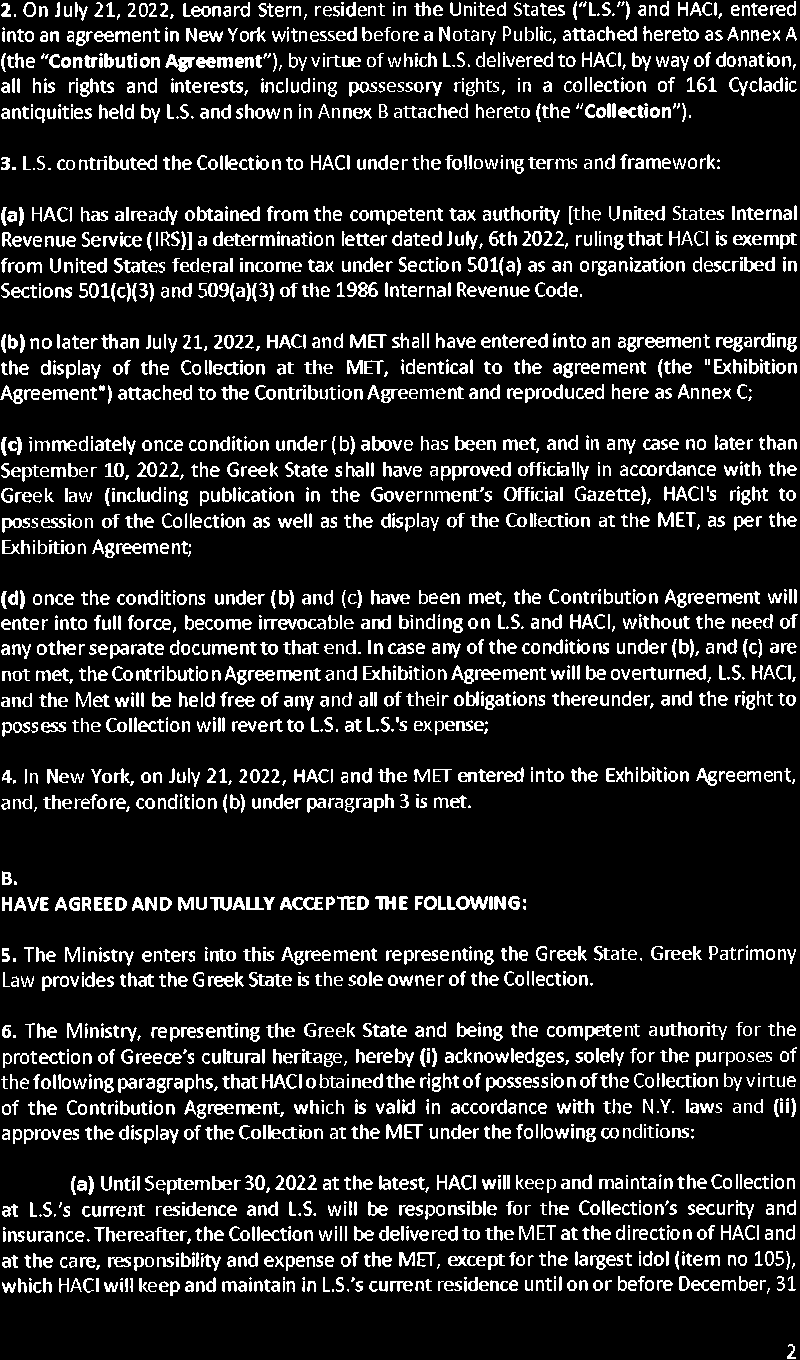 2. On July 21, 2022, Leonard Stern, resident in the United States (“L.S.”) and HACI, entered
into an agreement in New York witnessed before a Notary Public, attached hereto as Annex A
(the “Contribution Agreement”), by virtue of which L.S. delivered to HACI, by way of donation,
all his rights and interests, including possessory rights, in a collection of 161 Cycladic
antiquities held by L.S. and shown in Annex B attached hereto (the “Collection”).
3. L.S. contributed the Collection to HACI under the following terms and framework:
(a) HACI has already obtained from the competent tax authority [the United States Internal
Revenue Service (IRS)] a determination letter dated July, 6th 2022, ruling that HACI is exempt
from United States federal income tax under Section 501(a) as an organization described in
Sections 501(c)(3) and 509(a)(3) of the 1986 Internal Revenue Code.
(b) no later than July 21, 2022, HACI and MET shall have entered into an agreement regarding
the display of the Collection at the MET, identical to the agreement (the "Exhibition
Agreement") attached to the Contribution Agreement and reproduced here as Annex C;
(c) immediately once condition under (b) above has been met, and in any case no later than
September 10, 2022, the Greek State shall have approved officially in accordance with the
Greek law (including publication in the Government's Official Gazette), HACI's right to
possession of the Collection as well as the display of the Collection at the MET, as per the
Exhibition Agreement;
(d) once the conditions under (b) and (c) have been met, the Contribution Agreement will
enter into full force, become irrevocable and binding on L.S. and HACI, without the need of
any other separate document to that end. In case any of the conditions under (b), and (c) are
not met, the Contribution Agreement and Exhibition Agreement will be overturned, L.S. HACI,
and the Met will be held free of any and all of their obligations thereunder, and the right to
possess the Collection will revert to L.S. at L.S.'s expense;
4. In New York, on July 21, 2022, HACI and the MET entered into the Exhibition Agreement,
and, therefore, condition (b) under paragraph 3 is met.
B.
HAVE AGREED AND MUTUALLY ACCEPTED THE FOLLOWING:
5. The Ministry enters into this Agreement representing the Greek State. Greek Patrimony
Law provides that the Greek State is the sole owner of the Collection.
6. The Ministry, representing the Greek State and being the competent authority for the
protection of Greece's cultural heritage, hereby (i) acknowledges, solely for the purposes of
the following paragraphs, that HACI obtained the right of possession of the Collection by virtue
of the Contribution Agreement, which is valid in accordance with the N.Y. laws and (ii)
approves the display of the Collection at the MET under the following conditions:
(a) Until September 30, 2022 at the latest, HACI will keep and maintain the Collection
at L.S.'s current residence and L.S. will be responsible for the Collection's security and
insurance. Thereafter, the Collection will be delivered to the MET at the direction of HACI and
at the care, responsibility and expense of the MET, except for the largest idol (item no 105),
which HACI will keep and maintain in L.S.'s current residence until on or before December, 31
2